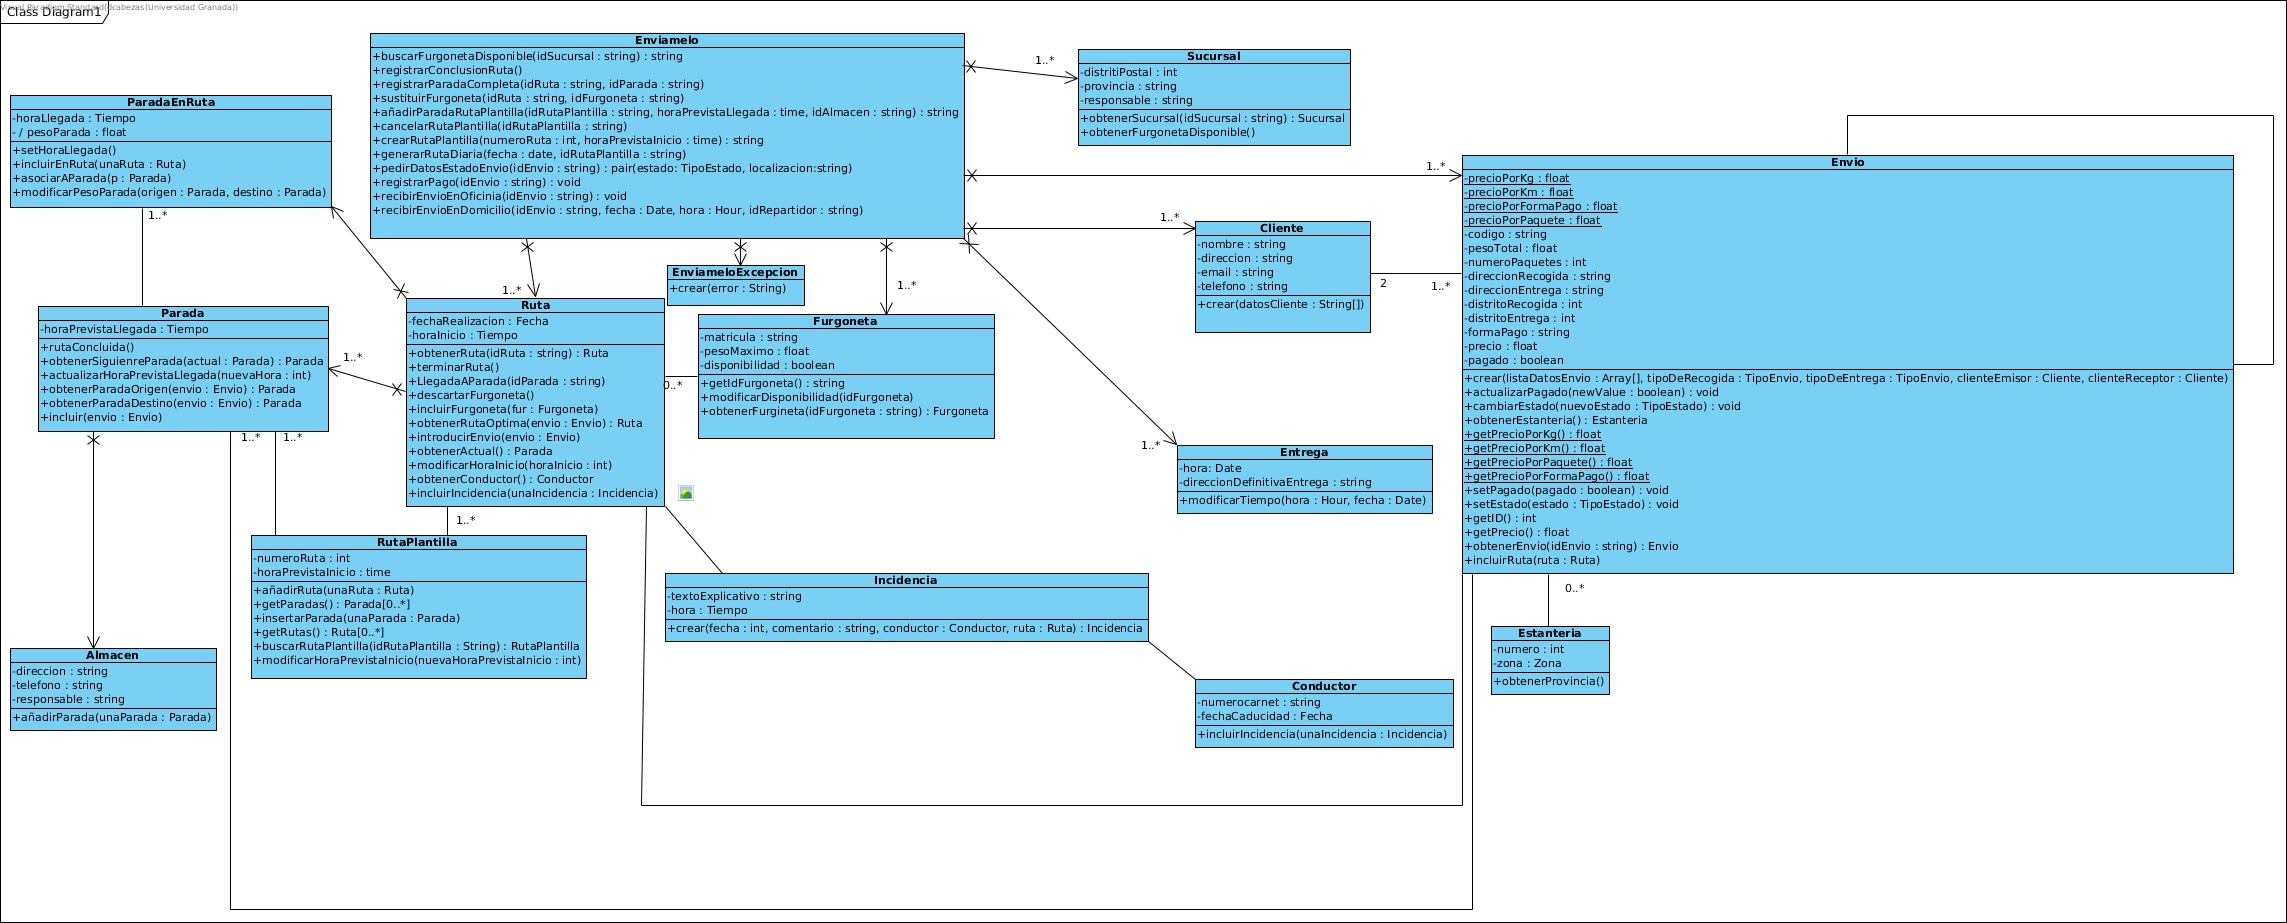 Visual Paradigm Standard(dcabezas(Universidad Granada))
Class Diagram1
Enviamelo
+buscarFurgonetaDisponible(idSucursal : string) : string
+registrarConclusionRuta()
+registrarParadaCompleta(idRuta : string, idParada : string)
+sustituirFurgoneta(idRuta : string, idFurgoneta : string)
+añadirParadaRutaPlantilla(idRutaPlantilla : string, horaPrevistaLlegada : time, idAlmacen : string) : string
+cancelarRutaPlantilla(idRutaPlantilla : string)
+crearRutaPlantilla(numeroRuta : int, horaPrevistaInicio : time) : string
+generarRutaDiaria(fecha : date, idRutaPlantilla : string)
+pedirDatosEstadoEnvio(idEnvio : string) : pair(estado: TipoEstado, localizacion:string)
+registrarPago(idEnvio : string) : void
+recibirEnvioEnOficinia(idEnvio : string) : void
+recibirEnvioEnDomicilio(idEnvio : string, fecha : Date, hora : Hour, idRepartidor : string)
1..*
Sucursal
-distritiPostal : int
-provincia : string
-responsable : string
+obtenerSucursal(idSucursal : string) : Sucursal
+obtenerFurgonetaDisponible()
ParadaEnRuta
-horaLlegada : Tiempo
- / pesoParada : float
+setHoraLlegada()
+incluirEnRuta(unaRuta : Ruta)
+asociarAParada(p : Parada)
+modificarPesoParada(origen : Parada, destino : Parada)
1..*
1..*
Envio
-precioPorKg : float
-precioPorKm : float
-precioPorFormaPago : float
-precioPorPaquete : float
-codigo : string
-pesoTotal : float
-numeroPaquetes : int
-direccionRecogida : string
-direccionEntrega : string
-distritoRecogida : int
-distritoEntrega : int
-formaPago : string
-precio : float
-pagado : boolean
+crear(listaDatosEnvio : Array[], tipoDeRecogida : TipoEnvio, tipoDeEntrega : TipoEnvio, clienteEmisor : Cliente, clienteReceptor : Cliente)
+actualizarPagado(newValue : boolean) : void
+cambiarEstado(nuevoEstado : TipoEstado) : void
+obtenerEstanteria() : Estanteria
+getPrecioPorKg() : float
+getPrecioPorKm() : float
+getPrecioPorPaquete() : float
+getPrecioPorFormaPago() : float
+setPagado(pagado : boolean) : void
+setEstado(estado : TipoEstado) : void
+getID() : int
+getPrecio() : float
+obtenerEnvio(idEnvio : string) : Envio
+incluirRuta(ruta : Ruta)
1..*
Cliente
-nombre : string
-direccion : string
-email : string
-telefono : string
+crear(datosCliente : String[])
2
1..*
EnviameloExcepcion
+crear(error : String)
1..*
1..*
Ruta
-fechaRealizacion : Fecha
-horaInicio : Tiempo
+obtenerRuta(idRuta : string) : Ruta
+terminarRuta()
+LlegadaAParada(idParada : string)
+descartarFurgoneta()
+incluirFurgoneta(fur : Furgoneta)
+obtenerRutaOptima(envio : Envio) : Ruta
+introducirEnvio(envio : Envio)
+obtenerActual() : Parada
+modificarHoraInicio(horaInicio : int)
+obtenerConductor() : Conductor
+incluirIncidencia(unaIncidencia : Incidencia)
0..*
Furgoneta
-matricula : string
-pesoMaximo : float
-disponibilidad : boolean
+getIdFurgoneta() : string
+modificarDisponibilidad(idFurgoneta)
+obtenerFurgineta(idFurgoneta : string) : Furgoneta
Parada
-horaPrevistaLlegada : Tiempo
+rutaConcluida()
+obtenerSiguienreParada(actual : Parada) : Parada
+actualizarHoraPrevistaLlegada(nuevaHora : int)
+obtenerParadaOrigen(envio : Envio) : Parada
+obtenerParadaDestino(envio : Envio) : Parada
+incluir(envio : Envio)
1..*
1..*
1..*
1..*
Entrega
-hora: Date
-direccionDefinitivaEntrega : string
+modificarTiempo(hora : Hour, fecha : Date)
1..*
RutaPlantilla
-numeroRuta : int
-horaPrevistaInicio : time
+añadirRuta(unaRuta : Ruta)
+getParadas() : Parada[0..*]
+insertarParada(unaParada : Parada)
+getRutas() : Ruta[0..*]
+buscarRutaPlantilla(idRutaPlantilla : String) : RutaPlantilla
+modificarHoraPrevistaInicio(nuevaHoraPrevistaInicio : int)
Incidencia
-textoExplicativo : string
-hora : Tiempo
+crear(fecha : int, comentario : string, conductor : Conductor, ruta : Ruta) : Incidencia
0..*
Estanteria
-numero : int
-zona : Zona
+obtenerProvincia()
Almacen
-direccion : string
-telefono : string
-responsable : string
+añadirParada(unaParada : Parada)
Conductor
-numerocarnet : string
-fechaCaducidad : Fecha
+incluirIncidencia(unaIncidencia : Incidencia)